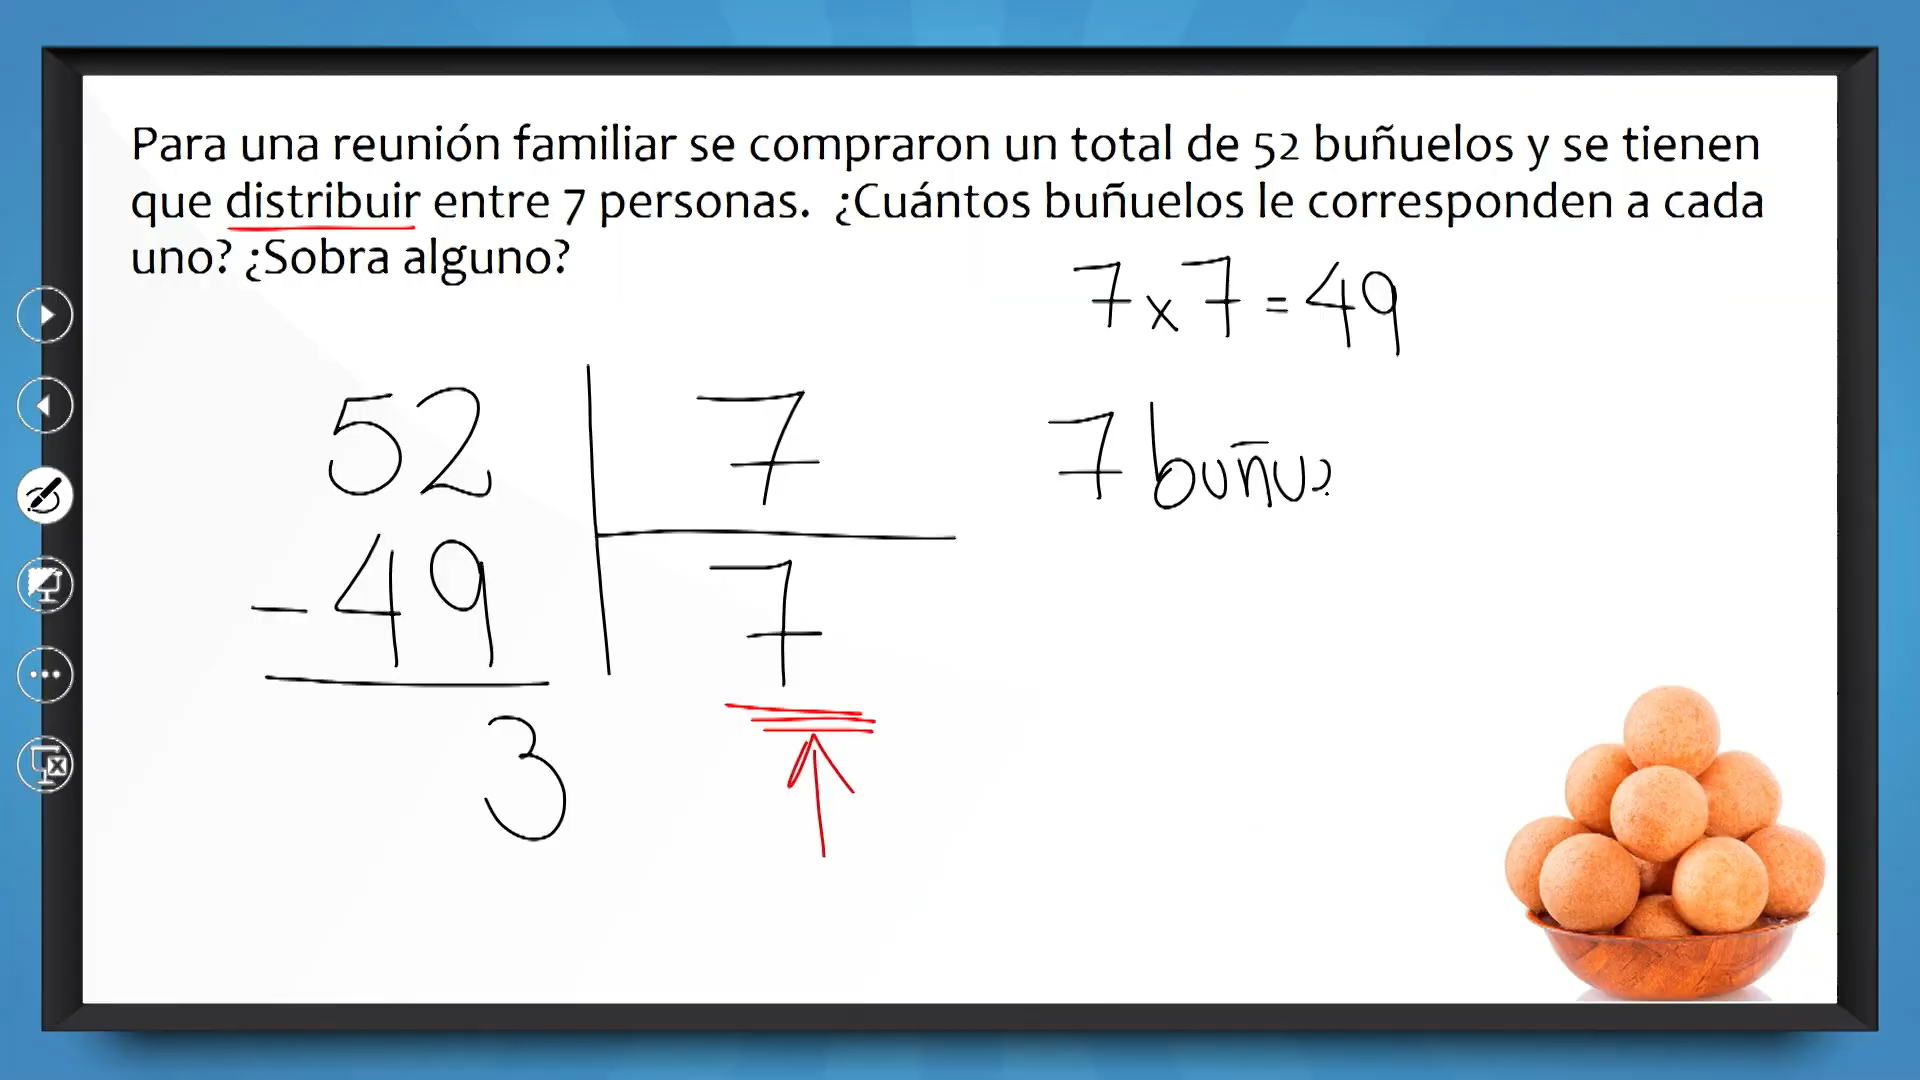 Para una reunión familiar se compraron un total de 52 buñuelos y se tienen
que distribuir entre 7 personas. ¿Cuántos buñuelos le corresponden a cada
uno? ¿Sobra alguno?
7 x 7 = 49
52 7
- 49 7
3
7 buñu